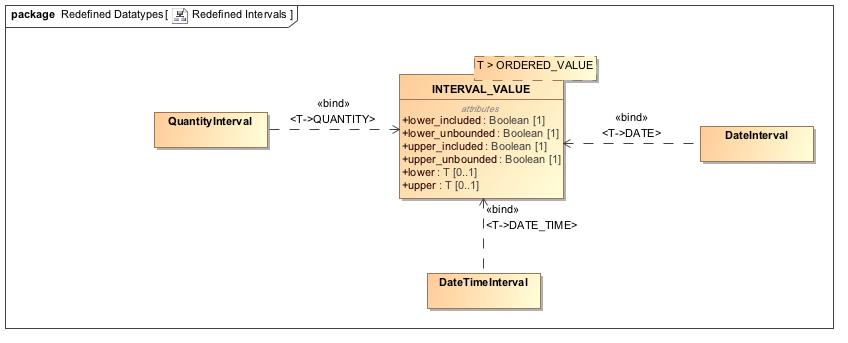 package Redefined Datatypes[ Redefined Intervals ]
T > ORDERED_VALUE
INTERVAL_VALUE
attributes
+lower_included : Boolean [1]
+lower_unbounded : Boolean [1]
+upper_included : Boolean [1]
+upper_unbounded : Boolean [1]
+lower : T [0..1]
+upper : T [0..1]
QuantityInterval
«bind»
<T->QUANTITY>
«bind»
<T->DATE>
DateInterval
«bind»
<T->DATE_TIME>
DateTimeInterval